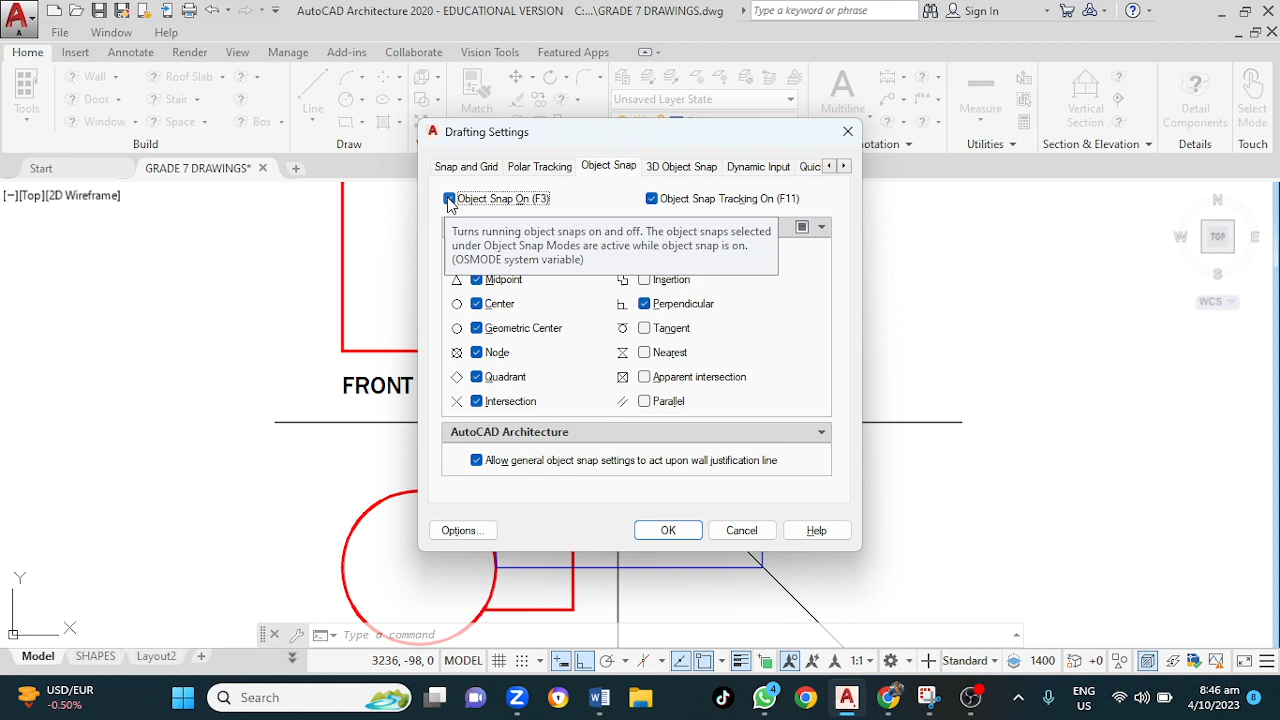 AutoCAD Architecture 2020 - EDUCATIONAL VERSION C:\...\GRADE 7 DRAWINGS.dwg Type a keyword or phrase Sign In
A File Window Help
Home Insert Annotate Render View Manage Add-ins Collaborate Vision Tools Featured Apps
Tools Wall Door Window Roof Slab Stair Space Box Line Match Unsaved Layer State Multiline Measure Vertical Section Detail Components Select Mode
Build Draw Utilities Section & Elevation Details Touch
Start GRADE 7 DRAWINGS*
[−][Top][2D Wireframe]
Drafting Settings
Snap and Grid Polar Tracking Object Snap 3D Object Snap Dynamic Input Quic
Object Snap On (F3) Object Snap Tracking On (F11)
Turns running object snaps on and off. The object snaps selected
under Object Snap Modes are active while object snap is on.
(OSMODE system variable)
Midpoint Insertion
Center Perpendicular
Geometric Center Tangent
Node Nearest
Quadrant Apparent intersection
Intersection Parallel
AutoCAD Architecture
Allow general object snap settings to act upon wall justification line
Options... OK Cancel Help
N
W TOP E
S
WCS
FRONT
Y
X
Type a command
Model SHAPES Layout2 3236, -98, 0 MODEL 1:1 Standard 1400 +0
USD/EUR
-0.50%
Search
4
ENG
8:46 am
4/10/2023
8